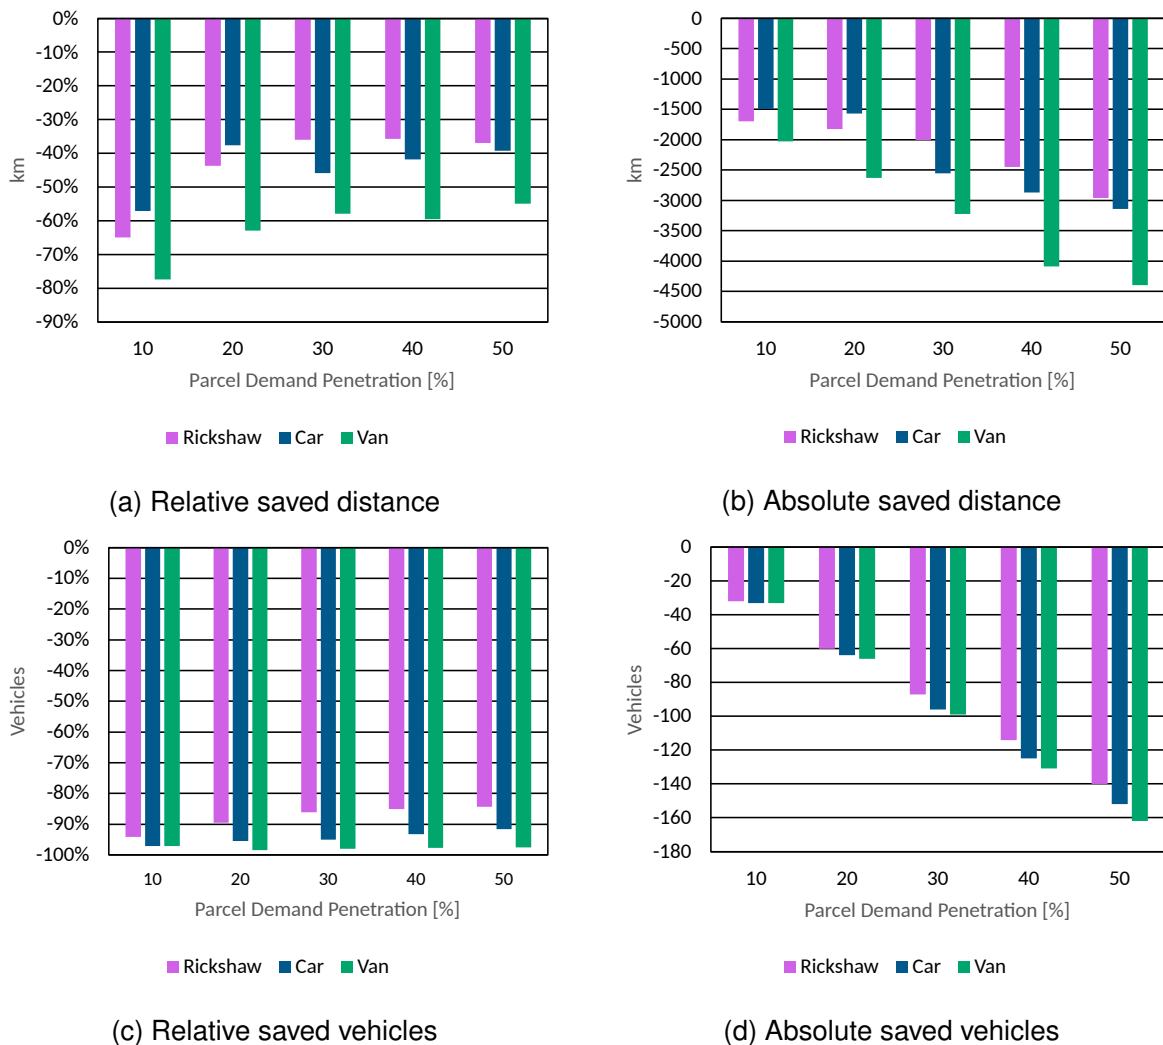 0%
-10%
-20%
-30%
-40%
-50%
-60%
-70%
-80%
-90%
km
10 20 30 40 50
Parcel Demand Penetration [%]
Rickshaw Car Van
(a) Relative saved distance
0
-500
-1000
-1500
-2000
-2500
-3000
-3500
-4000
-4500
-5000
km
10 20 30 40 50
Parcel Demand Penetration [%]
Rickshaw Car Van
(b) Absolute saved distance
0%
-10%
-20%
-30%
-40%
-50%
-60%
-70%
-80%
-90%
-100%
Vehicles
10 20 30 40 50
Parcel Demand Penetration [%]
Rickshaw Car Van
(c) Relative saved vehicles
0
-20
-40
-60
-80
-100
-120
-140
-160
-180
Vehicles
10 20 30 40 50
Parcel Demand Penetration [%]
Rickshaw Car Van
(d) Absolute saved vehicles